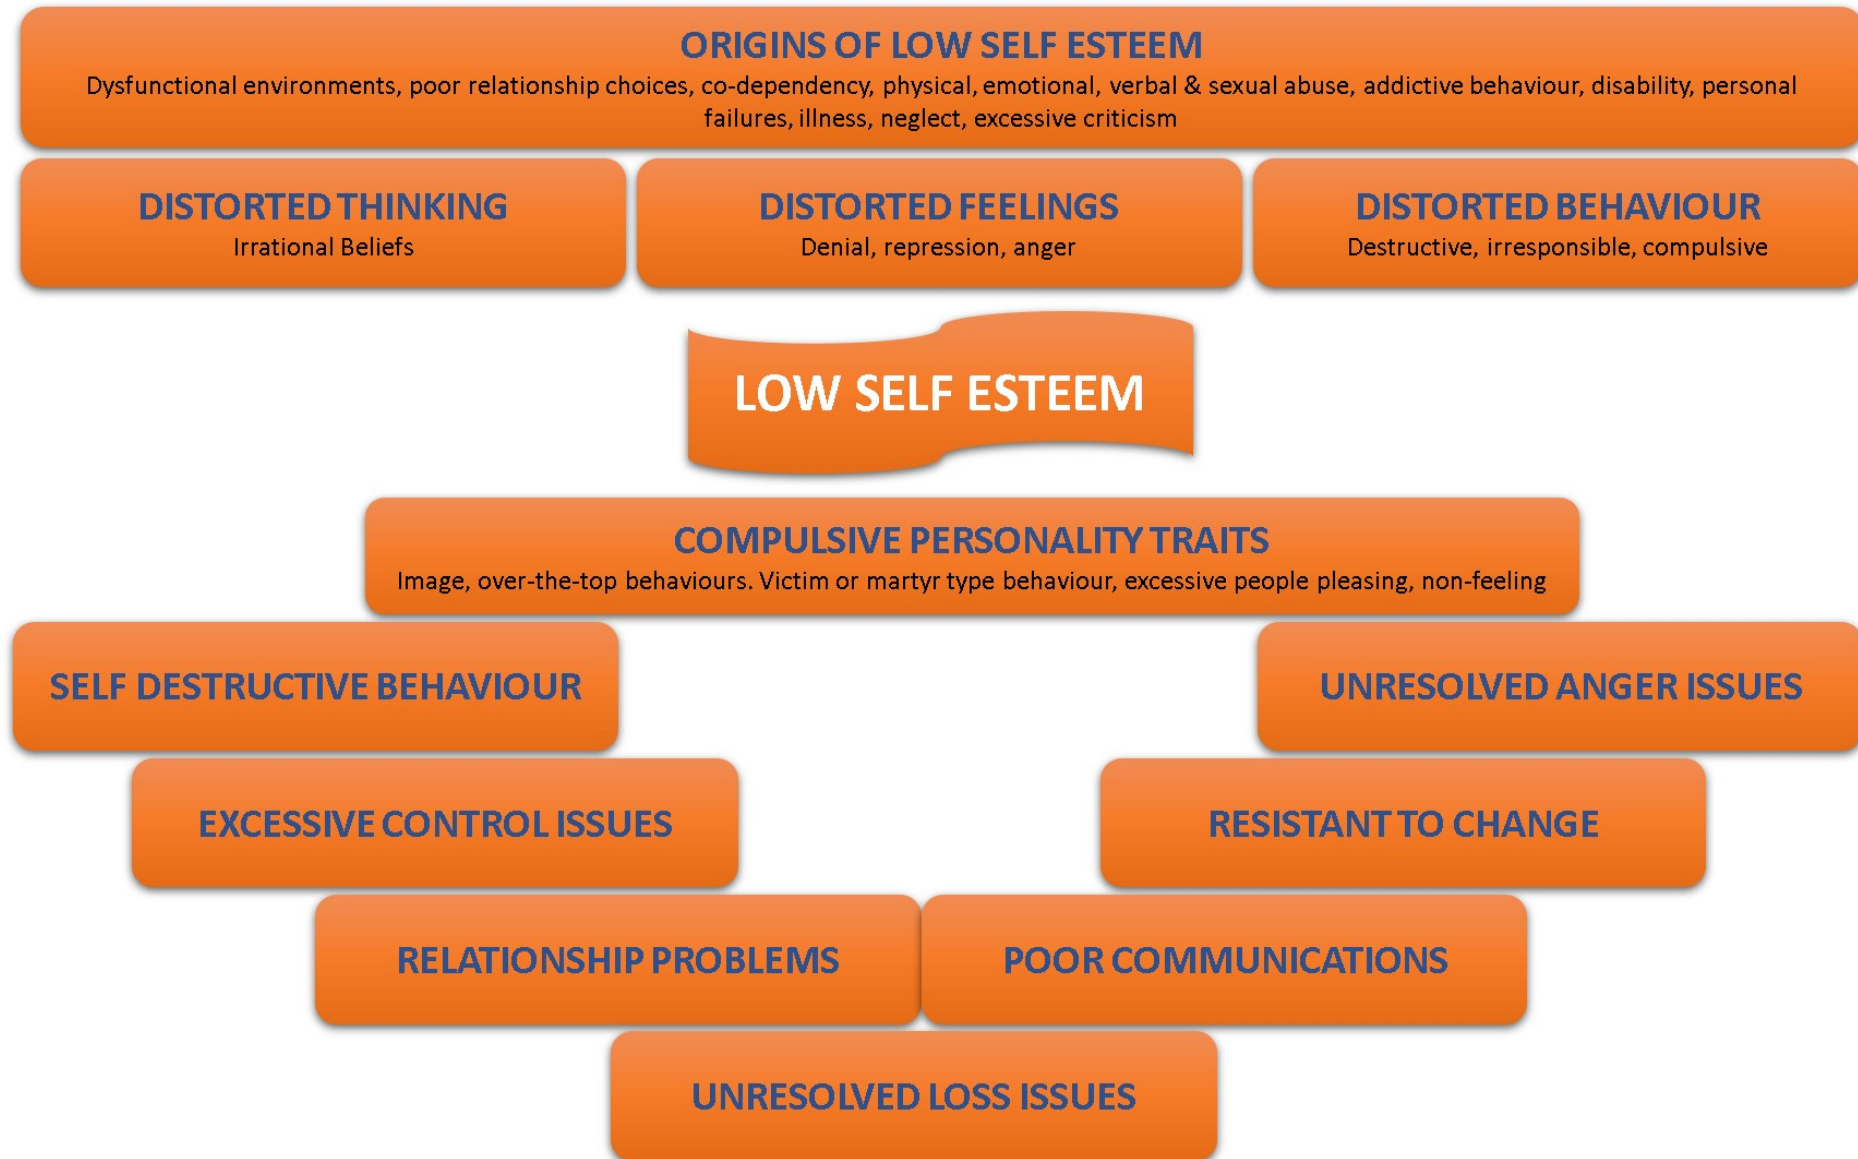 ORIGINS OF LOW SELF ESTEEM
Dysfunctional environments, poor relationship choices, co-dependency, physical, emotional, verbal & sexual abuse, addictive behaviour, disability, personal
failures, illness, neglect, excessive criticism
DISTORTED THINKING
Irrational Beliefs
DISTORTED FEELINGS
Denial, repression, anger
DISTORTED BEHAVIOUR
Destructive, irresponsible, compulsive
LOW SELF ESTEEM
COMPULSIVE PERSONALITY TRAITS
Image, over-the-top behaviours. Victim or martyr type behaviour, excessive people pleasing, non-feeling
SELF DESTRUCTIVE BEHAVIOUR
UNRESOLVED ANGER ISSUES
EXCESSIVE CONTROL ISSUES
RESISTANT TO CHANGE
RELATIONSHIP PROBLEMS
POOR COMMUNICATIONS
UNRESOLVED LOSS ISSUES